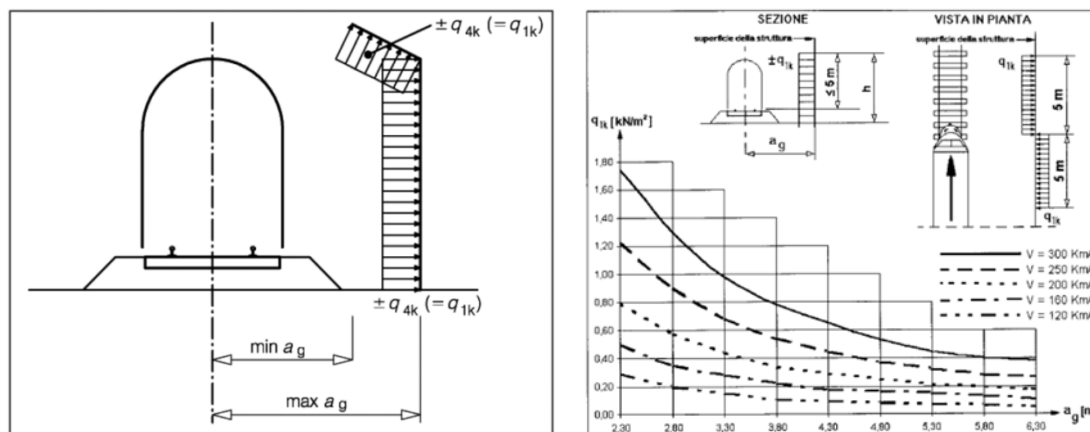 ± q4k (= q1k)
± q4k (= q1k)
min ag
max ag
SEZIONE
superficie della struttura
±q1k
≤ 5 m
h
ag
VISTA IN PIANTA
superficie della struttura
q1k
5 m
5 m
q1k
q1k [kN/m²]
1,80
1,60
1,40
1,20
1,00
0,80
0,60
0,40
0,20
0,00
2,30 2,80 3,30 3,80 4,30 4,80 5,30 5,80 6,30
ag [m
V = 300 Km/
V = 250 Km/
V = 200 Km/
V = 160 Km/
V = 120 Km/